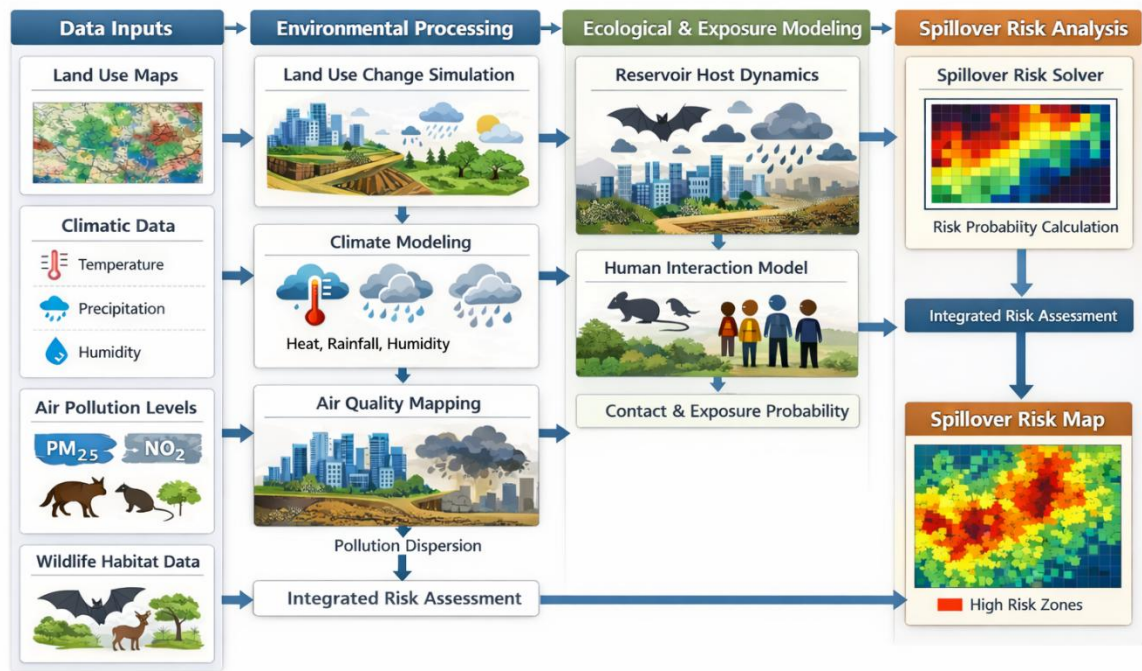 Data Inputs
Land Use Maps
Climatic Data
Temperature
Precipitation
Humidity
Air Pollution Levels
PM₂₅
NO₂
Wildlife Habitat Data
Environmental Processing
Land Use Change Simulation
Climate Modeling
Heat, Rainfall, Humidity
Air Quality Mapping
Pollution Dispersion
Integrated Risk Assessment
Ecological & Exposure Modeling
Reservoir Host Dynamics
Human Interaction Model
Contact & Exposure Probability
Spillover Risk Analysis
Spillover Risk Solver
Risk Probabiity Calculation
Integrated Risk Assessment
Spillover Risk Map
High Risk Zones